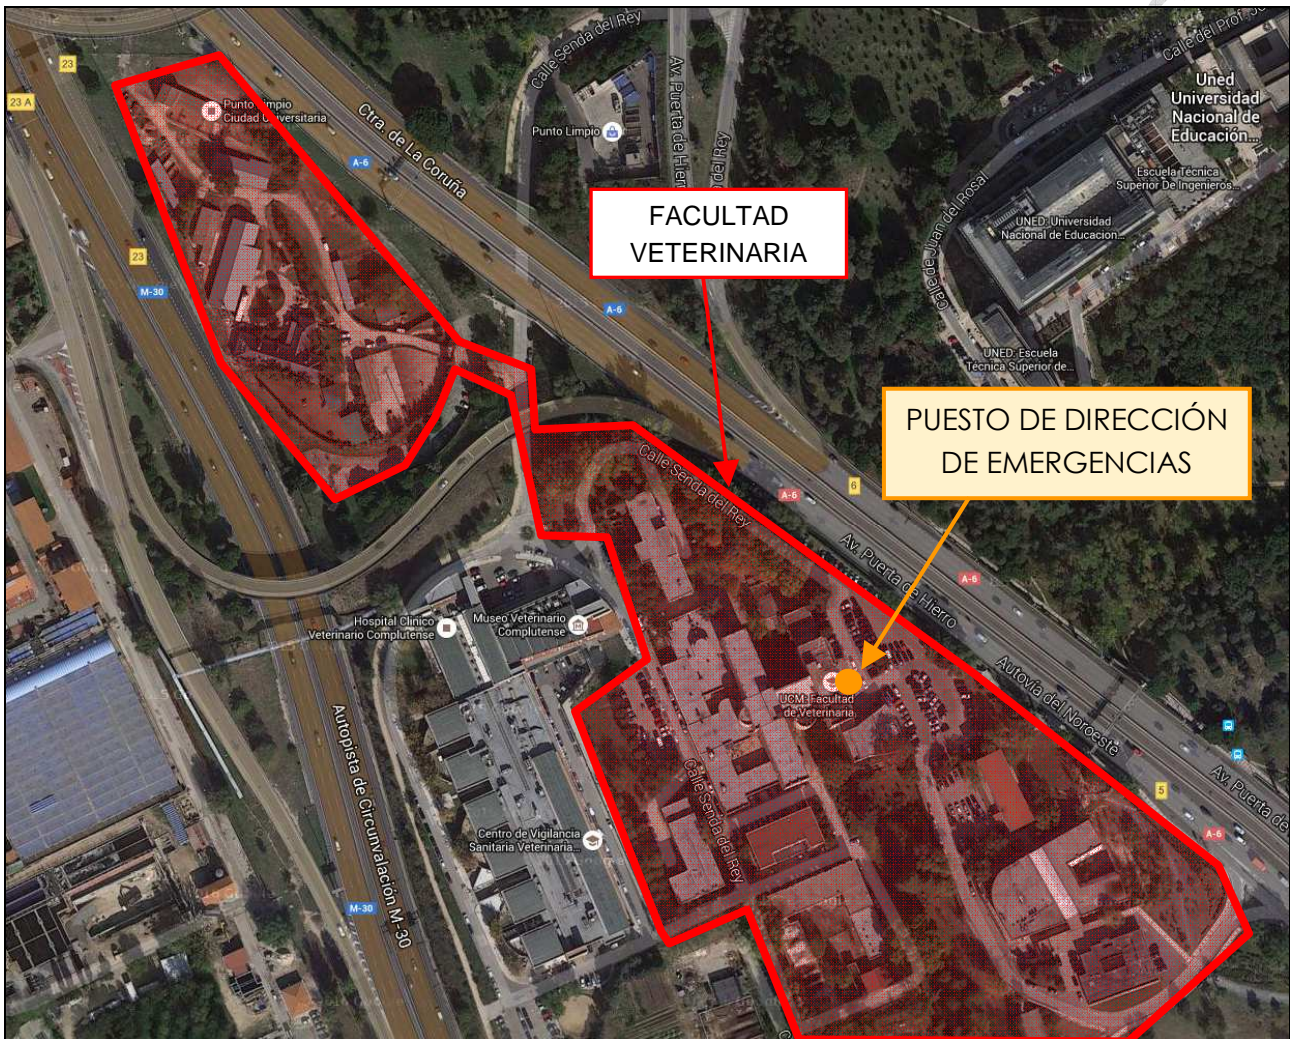 Calle Senda del Rey
Calle del Prof.
23
23 A
Punto Limpio
Ciudad Universitaria
Ctra. de La Coruña
A-6
Punto Limpio
Av. Puerta de Hierro
del Rey
Uned
Universidad
Nacional de
Educación...
Escuela Técnica
Superior De Ingenieros...
UNED: Universidad
Nacional de Educacion...
Calle de Juan del Rosal
FACULTAD
VETERINARIA
23
M-30
A-6
UNED: Escuela
Técnica Superior de...
PUESTO DE DIRECCIÓN
DE EMERGENCIAS
Calle Senda del Rey
A-6
6
Av. Puerta de Hierro
A-6
Hospital Clínico
Veterinario Complutense
Museo Veterinario
Complutense
UCM: Facultad
de Veterinaria
Autovía del Noroeste
Autopista de Circunvalación M-30
Calle Senda del Rey
Av. Puerta de
5
A-6
Centro de Vigilancia
Sanitaria Veterinaria...
M-30